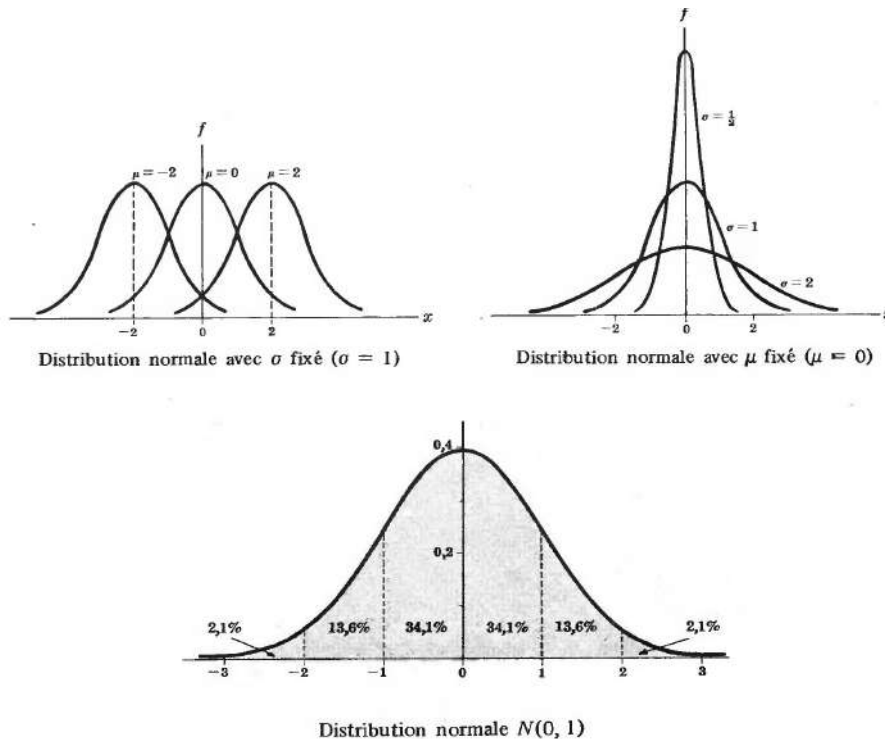 f
μ = −2 μ = 0 μ = 2
−2 0 2 x
Distribution normale avec σ fixé (σ = 1)
f
σ = ½
σ = 1
σ = 2
−2 0 2
Distribution normale avec μ fixé (μ = 0)
0,4
0,2
2,1% 13,6% 34,1% 34,1% 13,6% 2,1%
−3 −2 −1 0 1 2 3
Distribution normale N(0, 1)